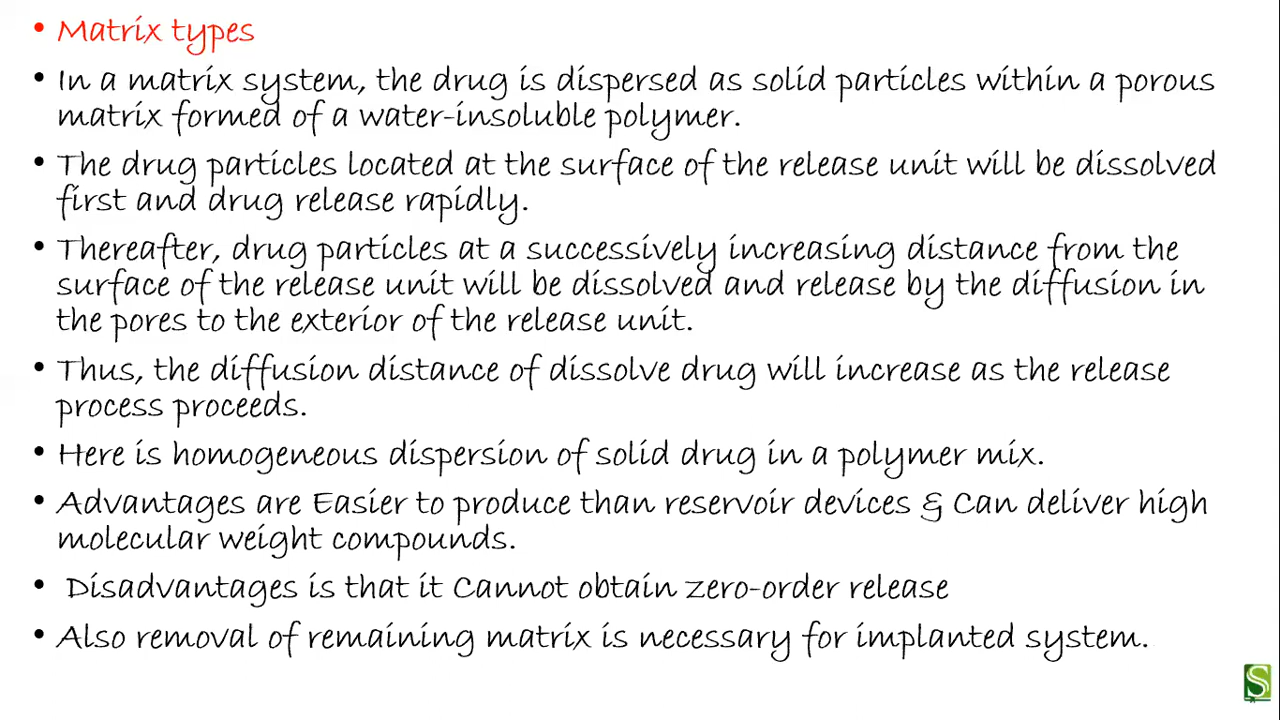 • Matrix types
• In a matrix system, the drug is dispersed as solid particles within a porous
matrix formed of a water-insoluble polymer.
• The drug particles located at the surface of the release unit will be dissolved
first and drug release rapidly.
• Thereafter, drug particles at a successively increasing distance from the
surface of the release unit will be dissolved and release by the diffusion in
the pores to the exterior of the release unit.
• Thus, the diffusion distance of dissolve drug will increase as the release
process proceeds.
• Here is homogeneous dispersion of solid drug in a polymer mix.
• Advantages are Easier to produce than reservoir devices & Can deliver high
molecular weight compounds.
• Disadvantages is that it Cannot obtain zero-order release
• Also removal of remaining matrix is necessary for implanted system.
S